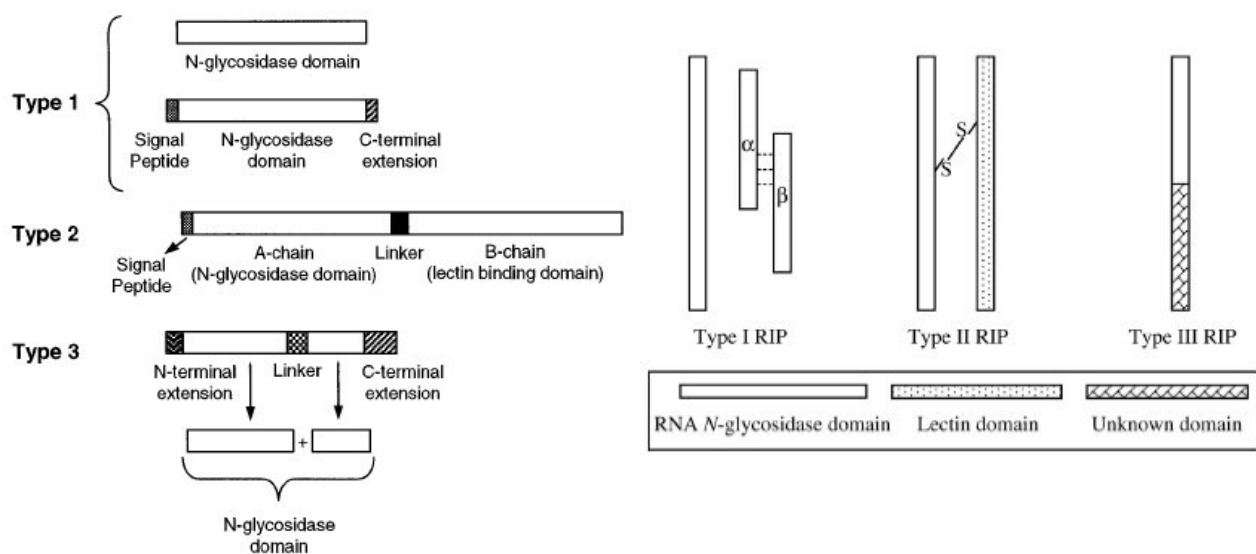 Type 1
N-glycosidase domain
Signal
Peptide
N-glycosidase
domain
C-terminal
extension
Type 2
Signal
Peptide
A-chain
(N-glycosidase domain)
Linker
B-chain
(lectin binding domain)
Type 3
N-terminal
extension
Linker
C-terminal
extension
+
N-glycosidase
domain
α
β
S
S
Type I RIP
Type II RIP
Type III RIP
RNA N-glycosidase domain
Lectin domain
Unknown domain